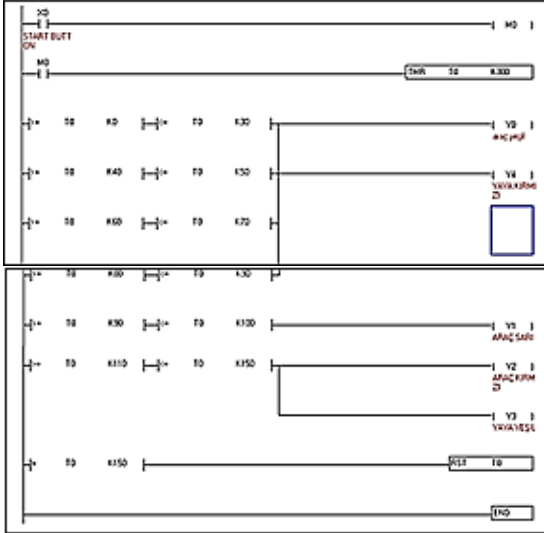 X0
START BUTT
ON
( M0 )
M0
TMR T0 K300
T0 K0 T0 K30 ( Y0 )
T0 K40 T0 K50 ( Y4 )
YAYA KIRMI
ZI
T0 K60 T0 K70
T0 K80 T0 K90
T0 K90 T0 K100 ( Y1 )
ARAÇ SARI
T0 K110 T0 K150 ( Y2 )
ARAÇ KIRM
ZI
( Y3 )
YAYA YEŞİL
T0 K150 RST T0
END